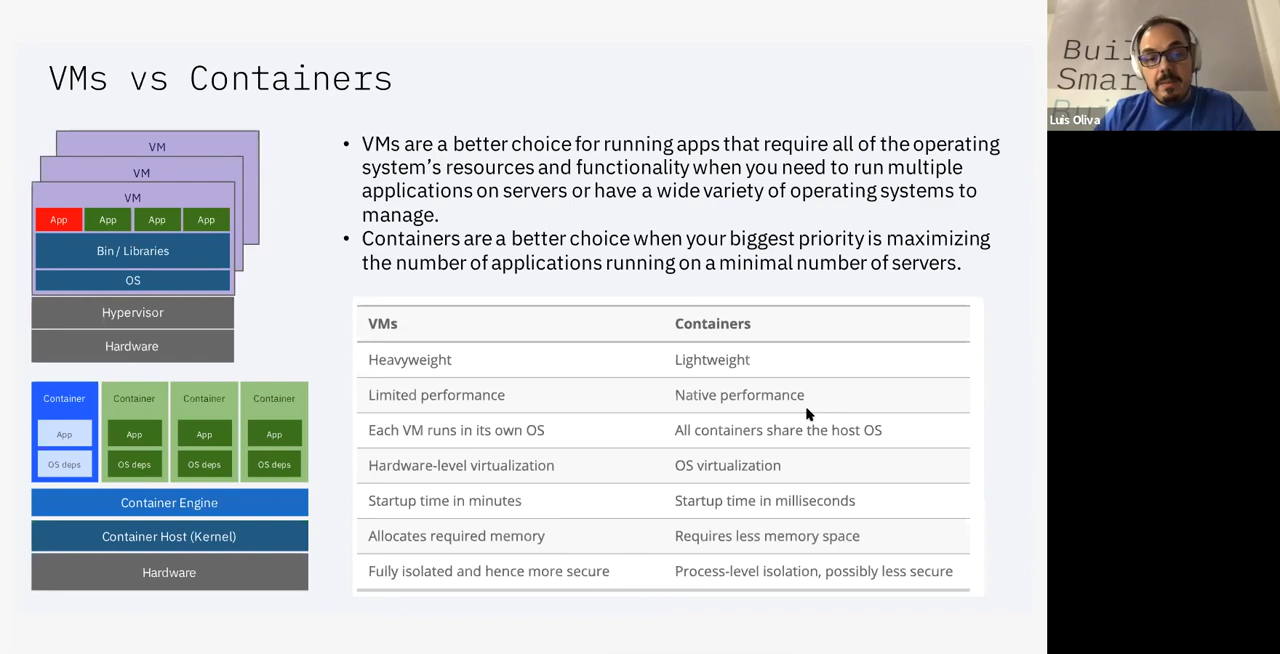 VMs vs Containers
VM
VM
VM
App App App App
Bin / Libraries
OS
Hypervisor
Hardware
Container Container Container Container
App App App App
OS deps OS deps OS deps OS deps
Container Engine
Container Host (Kernel)
Hardware
• VMs are a better choice for running apps that require all of the operating
system's resources and functionality when you need to run multiple
applications on servers or have a wide variety of operating systems to
manage.
• Containers are a better choice when your biggest priority is maximizing
the number of applications running on a minimal number of servers.
VMs Containers
Heavyweight Lightweight
Limited performance Native performance
Each VM runs in its own OS All containers share the host OS
Hardware-level virtualization OS virtualization
Startup time in minutes Startup time in milliseconds
Allocates required memory Requires less memory space
Fully isolated and hence more secure Process-level isolation, possibly less secure
Luis Oliva